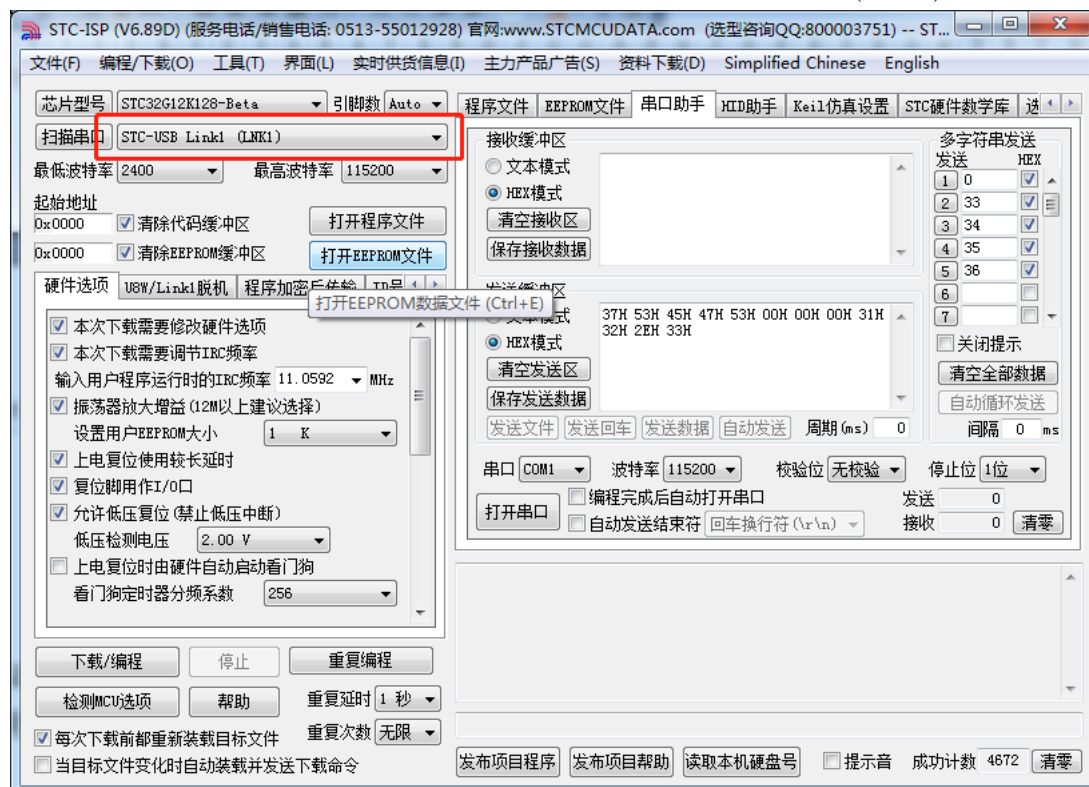 STC-ISP (V6.89D) (服务电话/销售电话: 0513-55012928) 官网:www.STCMCUDATA.com (选型咨询QQ:800003751) -- ST...
文件(F) 编程/下载(O) 工具(T) 界面(L) 实时供货信息(I) 主力产品广告(S) 资料下载(D) Simplified Chinese English
芯片型号 STC32G12K128-Beta 引脚数 Auto
扫描串口 STC-USB Link1 (LNK1)
最低波特率 2400 最高波特率 115200
起始地址
0x0000 清除代码缓冲区 打开程序文件
0x0000 清除EEPROM缓冲区 打开EEPROM文件
硬件选项 U8W/Link1脱机 程序加密后传输 ID号
打开EEPROM数据文件 (Ctrl+E)
本次下载需要修改硬件选项
本次下载需要调节IRC频率
输入用户程序运行时的IRC频率 11.0592 MHz
振荡器放大增益(12M以上建议选择)
设置用户EEPROM大小 1 K
上电复位使用较长延时
复位脚用作I/O口
允许低压复位(禁止低压中断)
低压检测电压 2.00 V
上电复位时由硬件自动启动看门狗
看门狗定时器分频系数 256
下载/编程 停止 重复编程
检测MCU选项 帮助 重复延时 1 秒
每次下载前都重新装载目标文件 重复次数 无限
当目标文件变化时自动装载并发送下载命令
程序文件 EEPROM文件 串口助手 HID助手 Keil仿真设置 STC硬件数学库
接收缓冲区
文本模式
HEX模式
清空接收区
保存接收数据
多字符串发送
发送 HEX
1 0
2 33
3 34
4 35
5 36
6
7
发送缓冲区
文本模式
HEX模式
清空发送区
保存发送数据
37H 53H 45H 47H 53H 00H 00H 00H 31H
32H 2EH 33H
关闭提示
清空全部数据
自动循环发送
间隔 0 ms
发送文件 发送回车 发送数据 自动发送 周期(ms) 0
串口 COM1 波特率 115200 校验位 无校验 停止位 1位
打开串口 编程完成后自动打开串口 发送 0
自动发送结束符 回车换行符(\r\n) 接收 0 清零
发布项目程序 发布项目帮助 读取本机硬盘号 提示音 成功计数 4672 清零